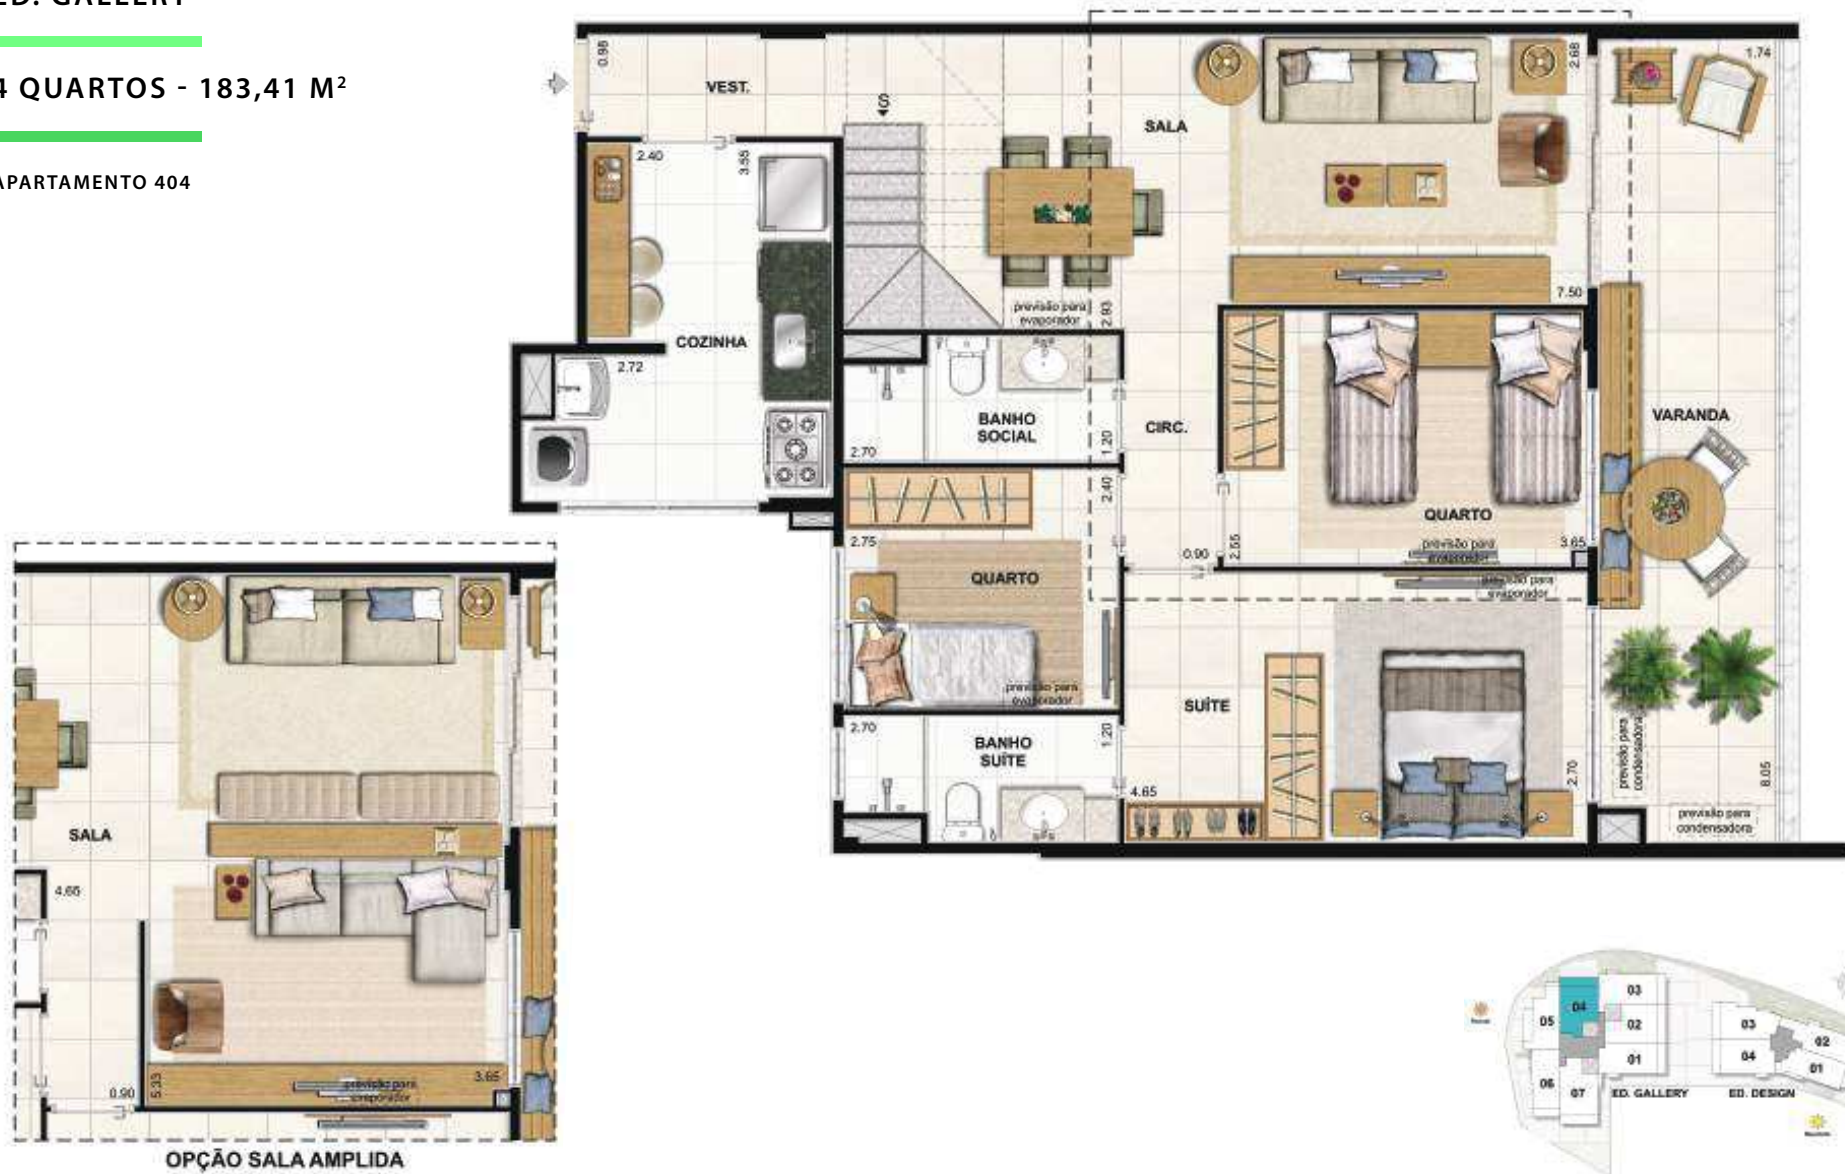 ED. GALLERY
4 QUARTOS - 183,41 M²
APARTAMENTO 404
0.98
VEST.
S
SALA
2.68
1.74
2.40
3.55
COZINHA
2.72
previsão para
evaporador
2.93
7.50
BANHO
SOCIAL
2.70
1.20
CIRC.
VARANDA
QUARTO
previsão para
evaporador
3.65
2.55
0.90
2.40
2.75
QUARTO
previsão para
evaporador
previsão para
evaporador
SUÍTE
2.70
BANHO
SUÍTE
1.20
4.65
2.70
previsão para
condensadora
8.05
previsão para
condensadora
SALA
4.65
0.90
5.33
previsão para
evaporador
3.65
OPÇÃO SALA AMPLIDA
03
04
05
02
01
06
07
ED. GALLERY
03
04
02
01
ED. DESIGN